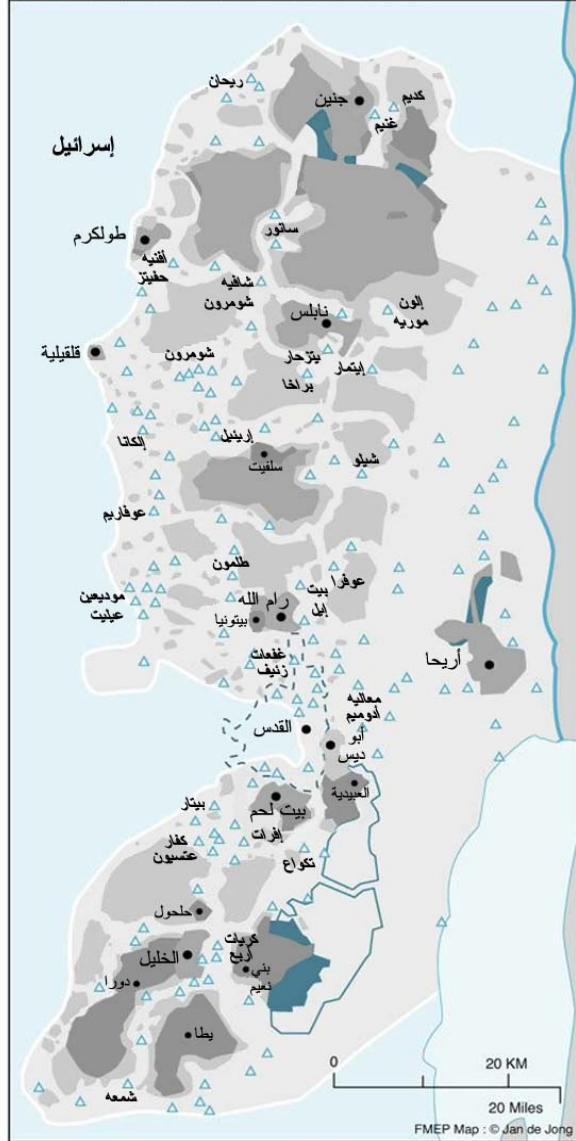 ريحان
جنين
كديم
غنيم
إسرائيل
سانور
طولكرم
أفنيه
حفيتز
شافيه
شومرون
إلون
موريه
نابلس
قلقيلية
شومرون
يتزحار
إيتمار
براخا
إلكانا
إريئيل
سلفيت
شيلو
عوفاريم
طلمون
عوفرا
بيت
إيل
موديعين
عيليت
رام الله
بيتونيا
أريحا
غفعات
زئيف
معاليه
أدوميم
القدس
أبو
ديس
العبيدية
بيتار
بيت لحم
كفار
عتسيون
إفرات
تكواع
حلحول
كريات
أربع
الخليل
بني
نعيم
دورا
يطا
شمعه
0
20 KM
20 Miles
FMEP Map : © Jan de Jong